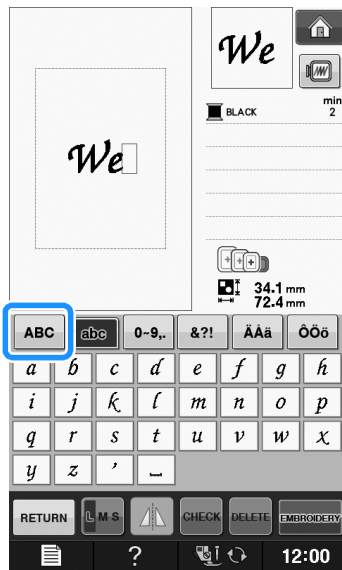 We
We
BLACK
min
2
34.1 mm
72.4 mm
ABC abc 0~9,. &?! ÄÅä ÔÖö
a b c d e f g h
i j k l m n o p
q r s t u v w x
y z ’ ⎵
RETURN L M S CHECK DELETE EMBROIDERY
? 12:00